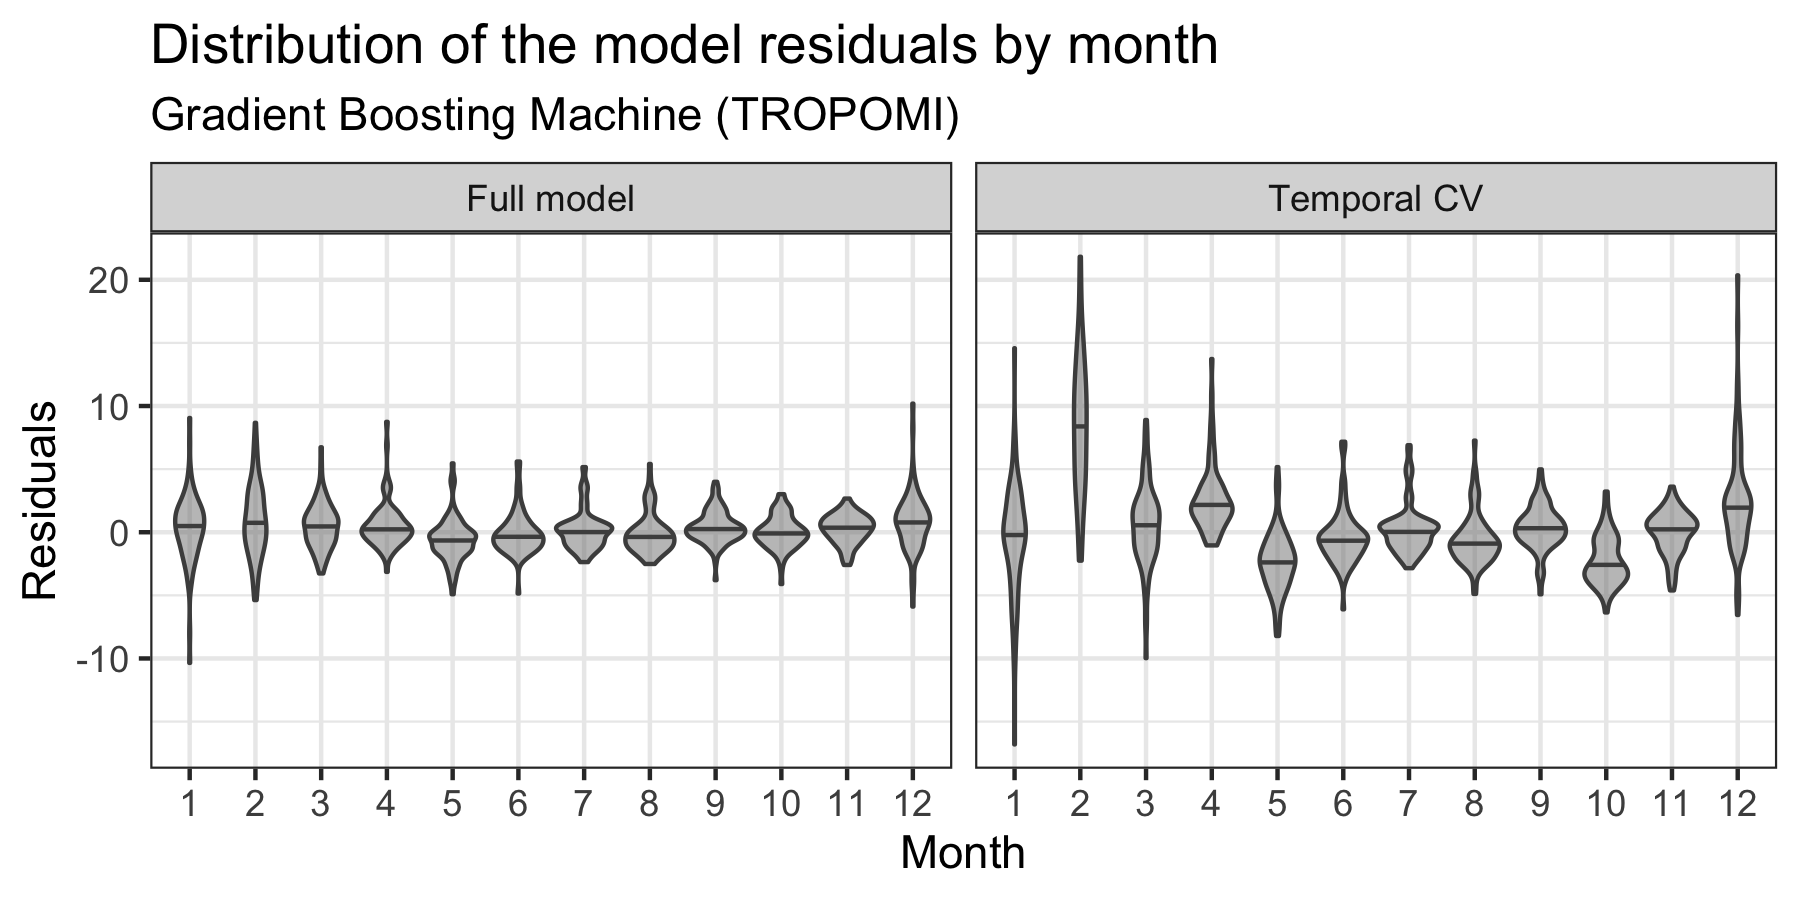 Distribution of the model residuals by month
Gradient Boosting Machine (TROPOMI)
Full model
Temporal CV
Residuals
20
10
0
-10
1 2 3 4 5 6 7 8 9 10 11 12
1 2 3 4 5 6 7 8 9 10 11 12
Month